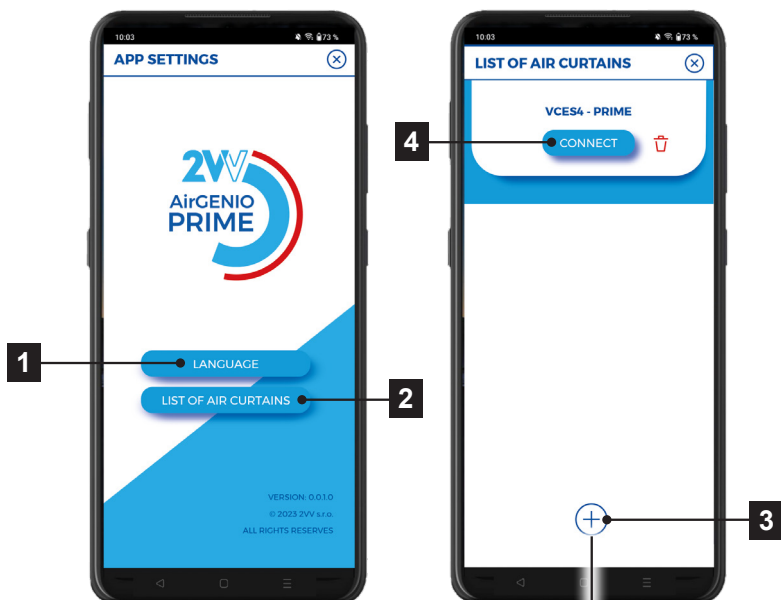 10:03
73 %
APP SETTINGS
2VV
AirGENIO
PRIME
1
LANGUAGE
LIST OF AIR CURTAINS
2
VERSION: 0.0.1.0
© 2023 2VV s.r.o.
ALL RIGHTS RESERVES
10:03
73 %
LIST OF AIR CURTAINS
VCES4 - PRIME
4
CONNECT
3